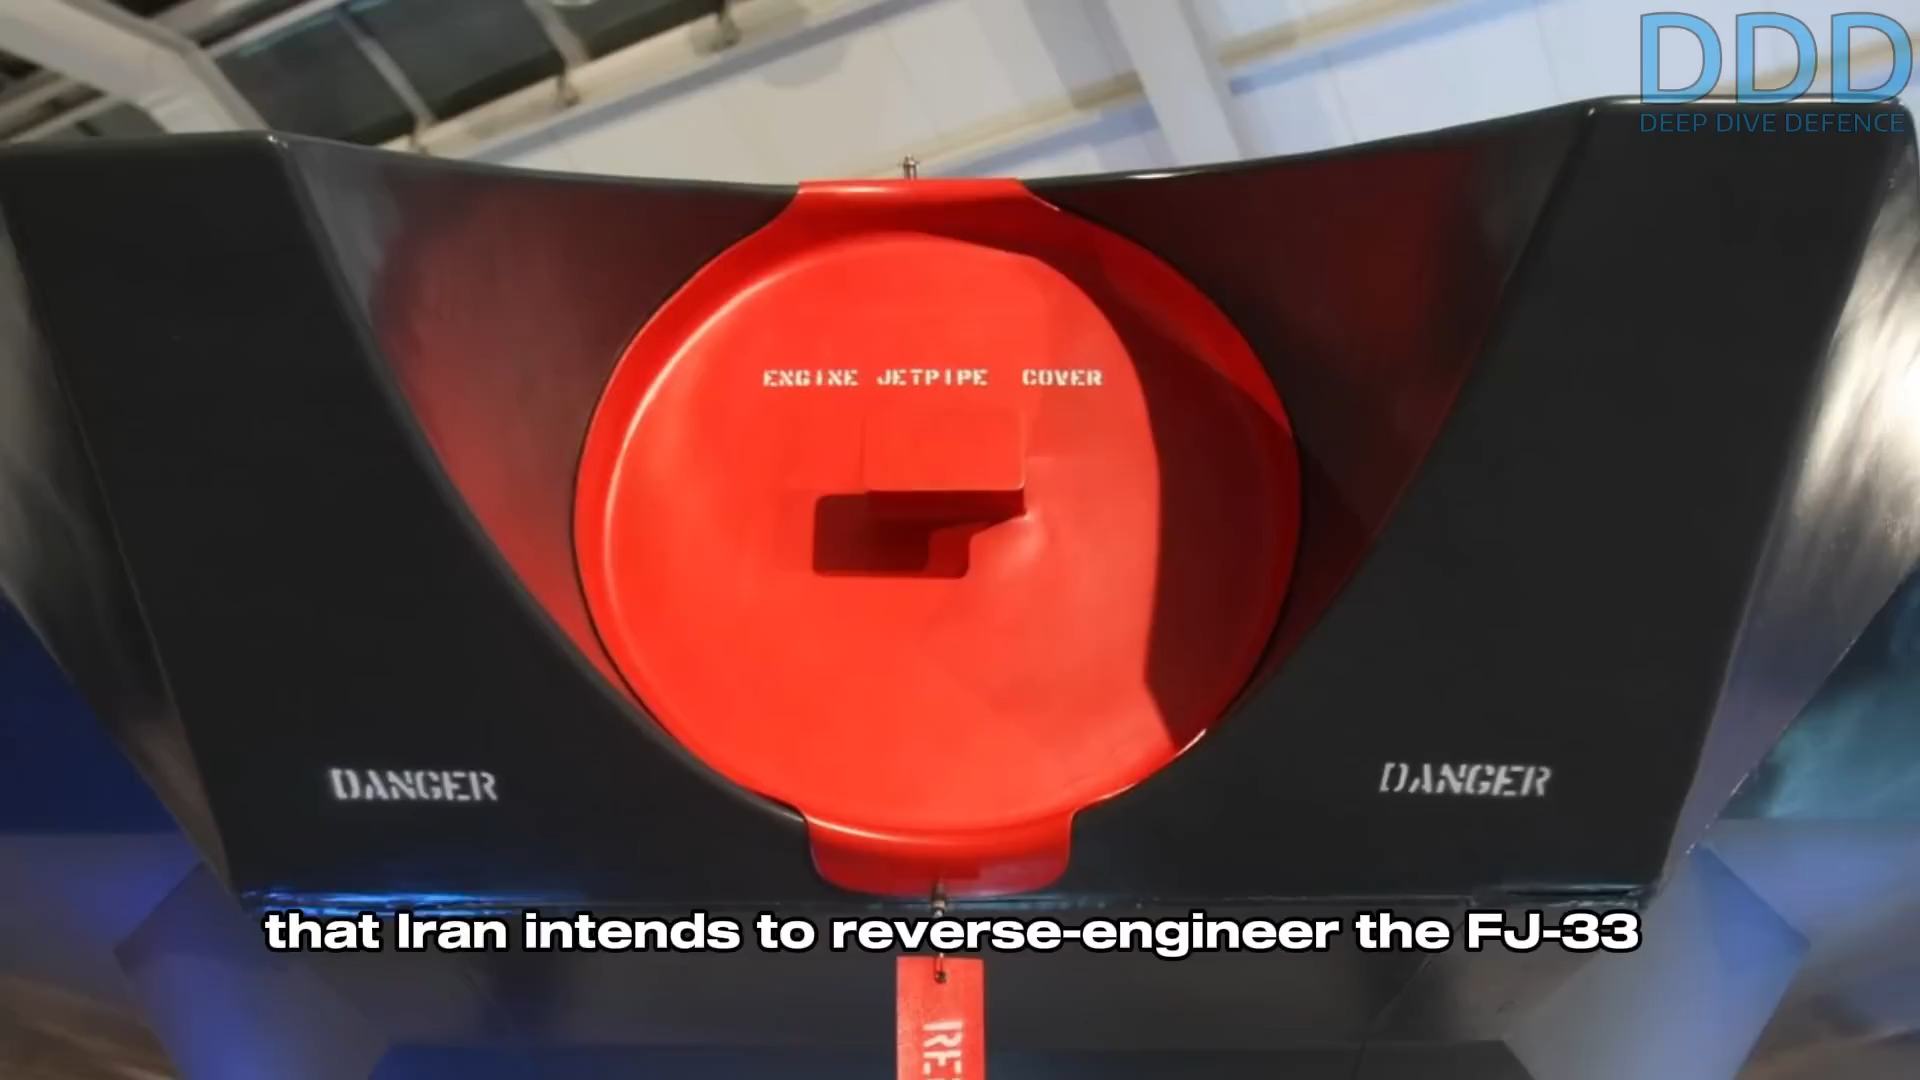 DDD
DEEP DIVE DEFENCE
ENGINE JETPIPE COVER
DANGER
DANGER
that Iran intends to reverse-engineer the FJ-33